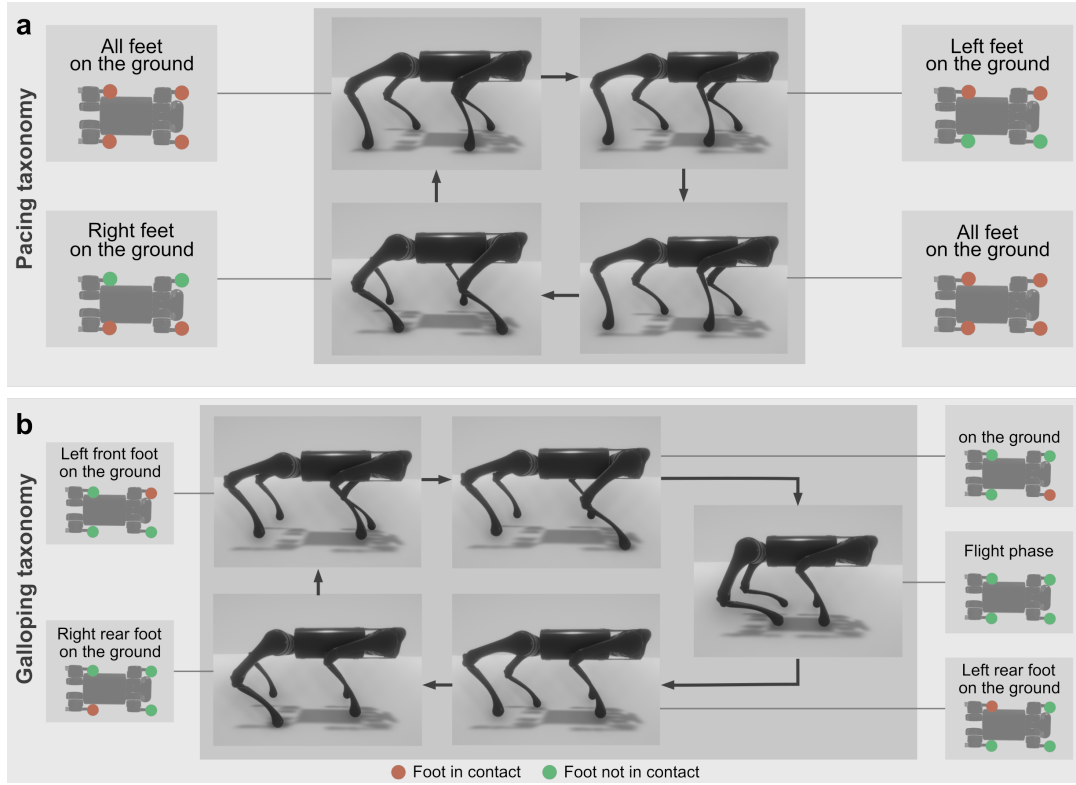 a
Pacing taxonomy
All feet
on the ground
Left feet
on the ground
Right feet
on the ground
All feet
on the ground
b
Galloping taxonomy
Left front foot
on the ground
on the ground
Flight phase
Right rear foot
on the ground
Left rear foot
on the ground
Foot in contact
Foot not in contact